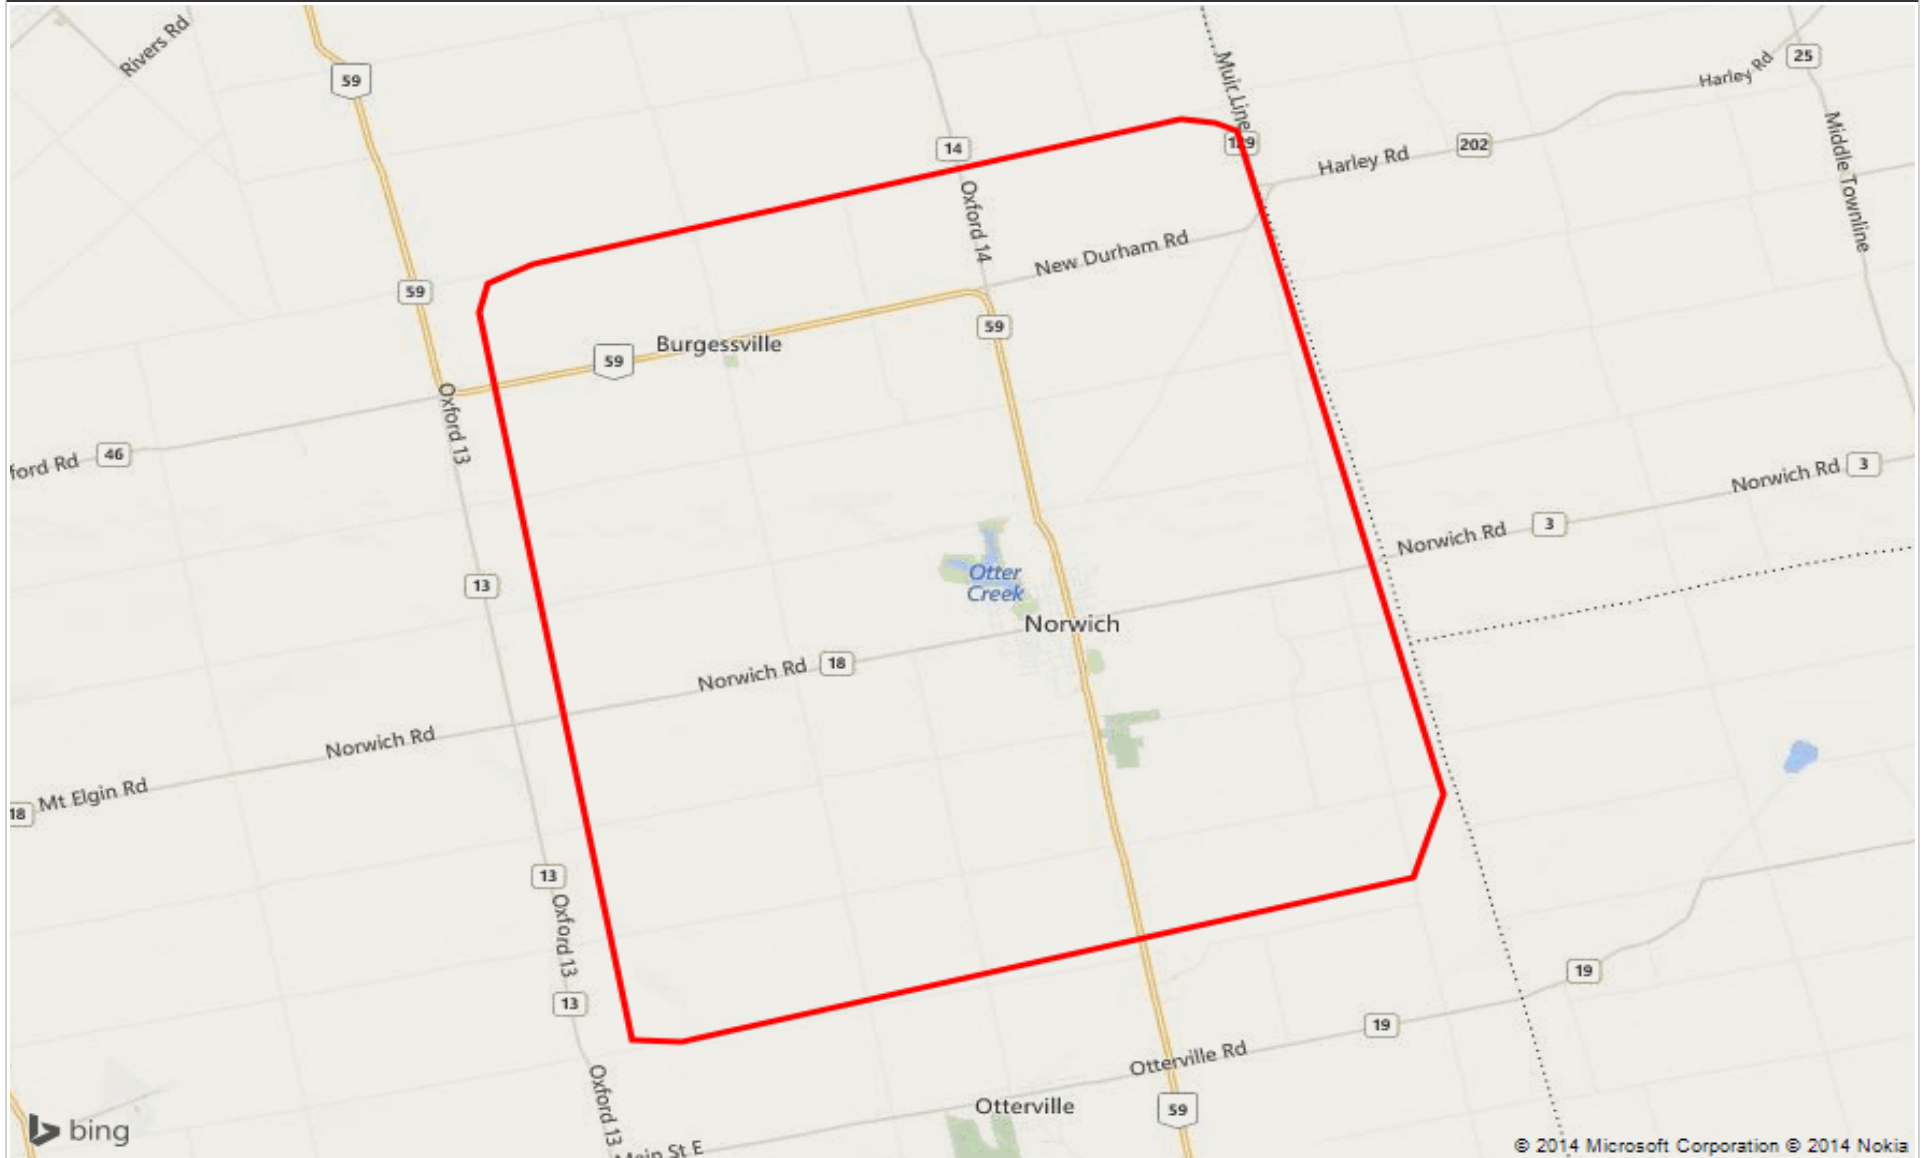 Rivers Rd
59
Muir Line
Harley Rd
25
14
129
Harley Rd
202
Middle Townline
Oxford 14
New Durham Rd
59
59
Burgessville
59
Oxford 13
ford Rd
46
Norwich Rd
3
Norwich Rd
3
13
Otter
Creek
Norwich
Norwich Rd
18
Norwich Rd
18
Mt Elgin Rd
13
Oxford 13
13
19
19
Otterville Rd
Oxford 13
Otterville
59
bing
Main St E
© 2014 Microsoft Corporation © 2014 Nokia